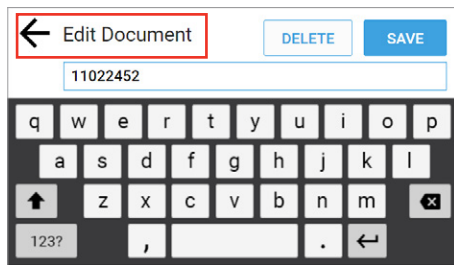 Edit Document DELETE SAVE
11022452
q w e r t y u i o p
a s d f g h j k l
z x c v b n m
123? , .